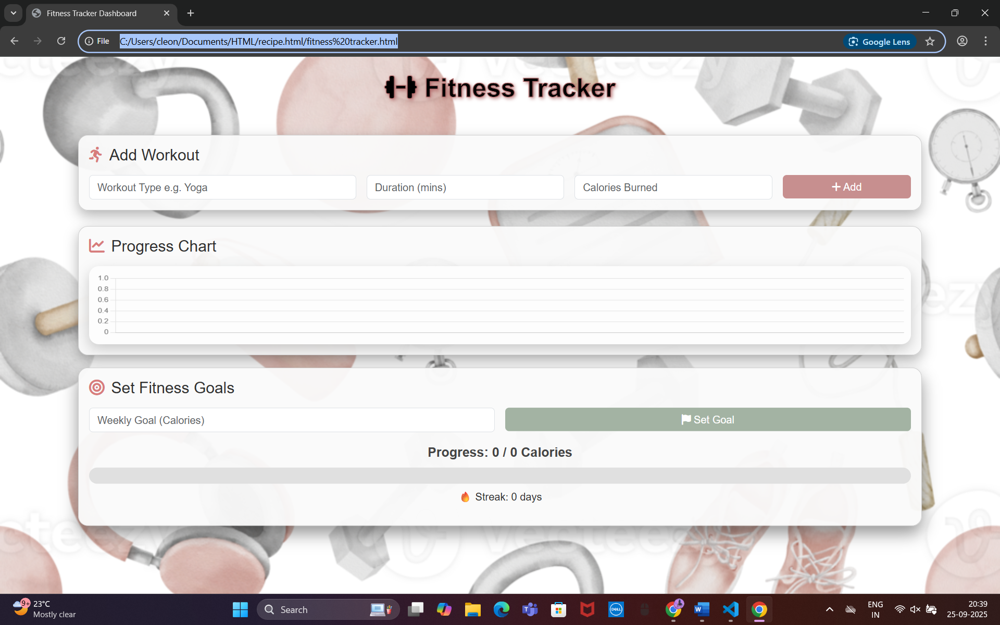 Fitness Tracker Dashboard
File
C:/Users/cleon/Documents/HTML/recipe.html/fitness%20tracker.html
Google Lens
vecteezy
Fitness Tracker
Add Workout
Workout Type e.g. Yoga
Duration (mins)
Calories Burned
Add
Progress Chart
1.0
0.8
0.6
0.4
0.2
0
Set Fitness Goals
Weekly Goal (Calories)
Set Goal
Progress: 0 / 0 Calories
Streak: 0 days
vecteezy
9+
23°C
Mostly clear
Search
DELL
ENG
IN
20:39
25-09-2025